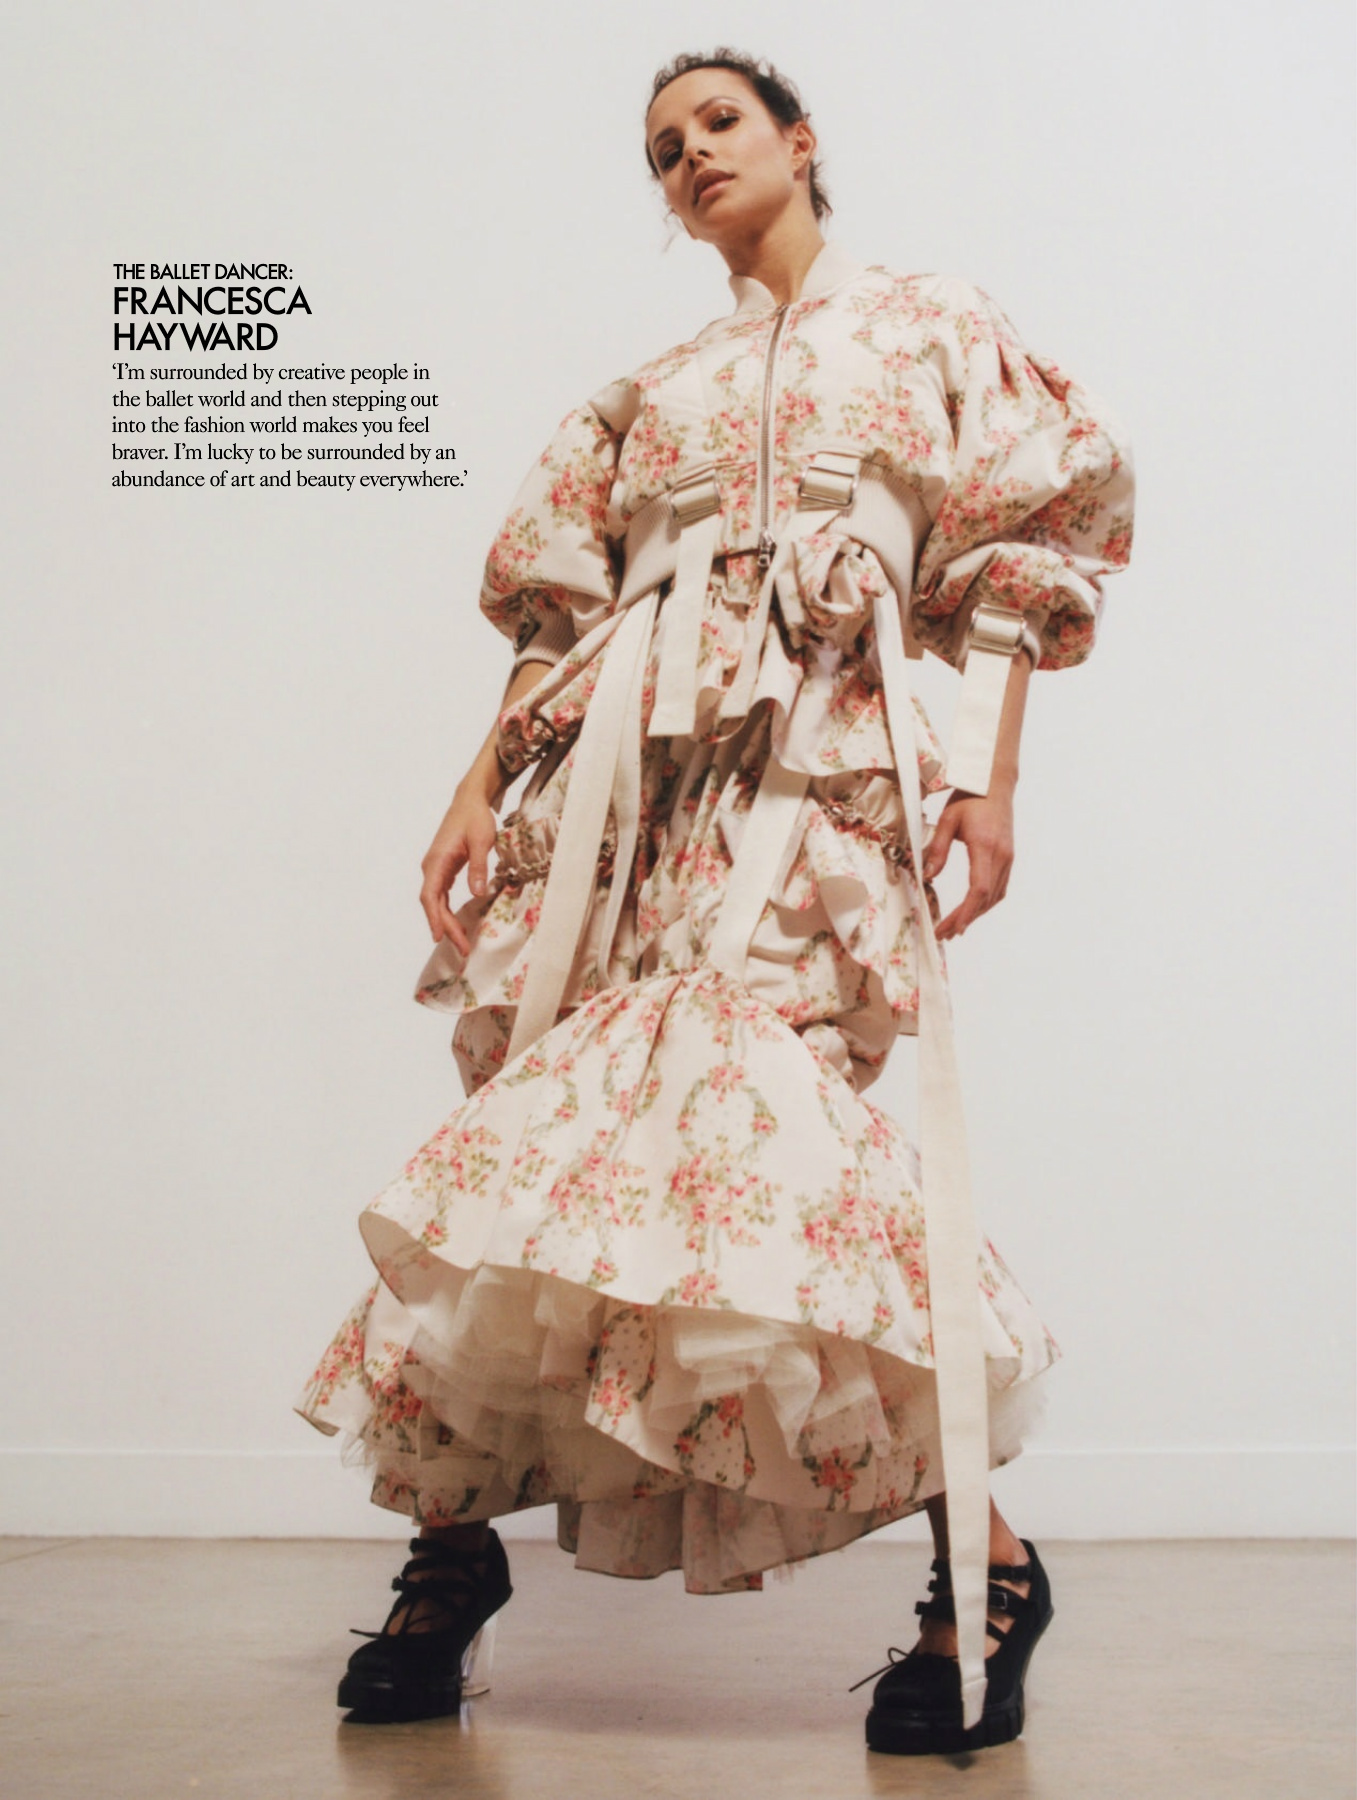 THE BALLET DANCER:
FRANCESCA
HAYWARD
‘I’m surrounded by creative people in
the ballet world and then stepping out
into the fashion world makes you feel
braver. I’m lucky to be surrounded by an
abundance of art and beauty everywhere.’